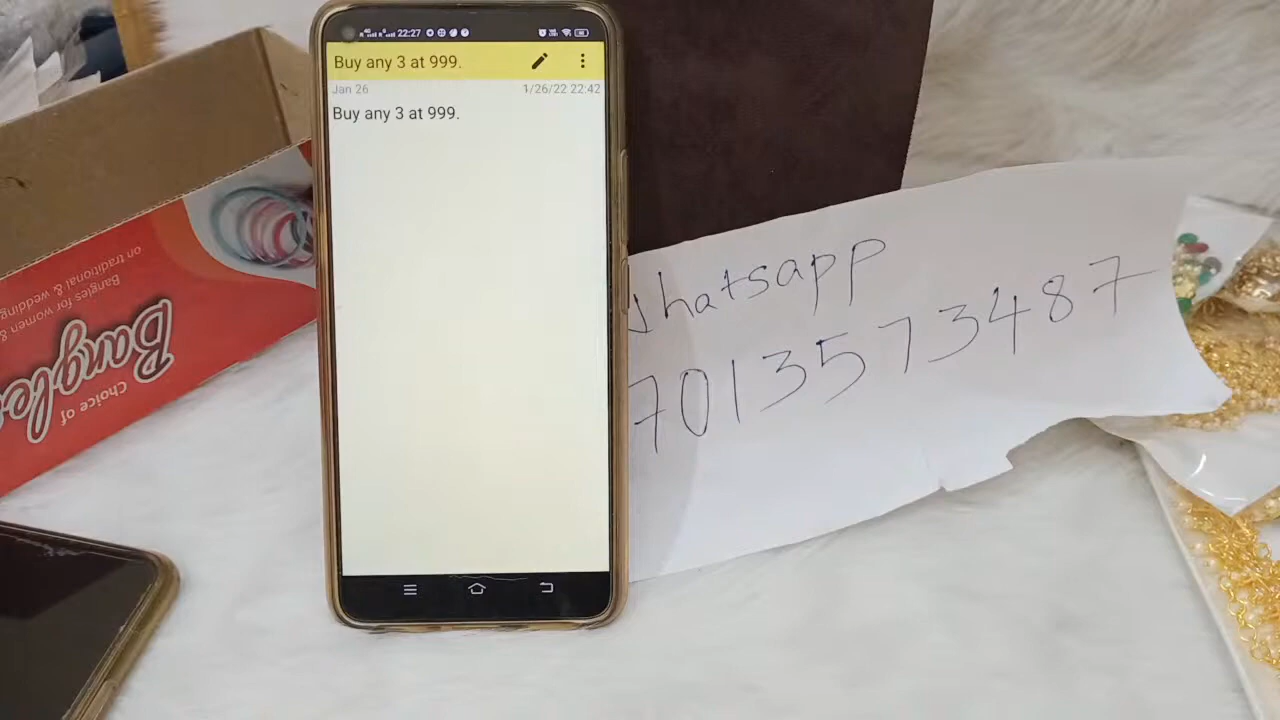 22:27
Buy any 3 at 999.
Jan 26 1/26/22 22:42
Buy any 3 at 999.
whatsapp
7013573487
Choice of
Bangles
Bangles for women &
on traditional & wedding